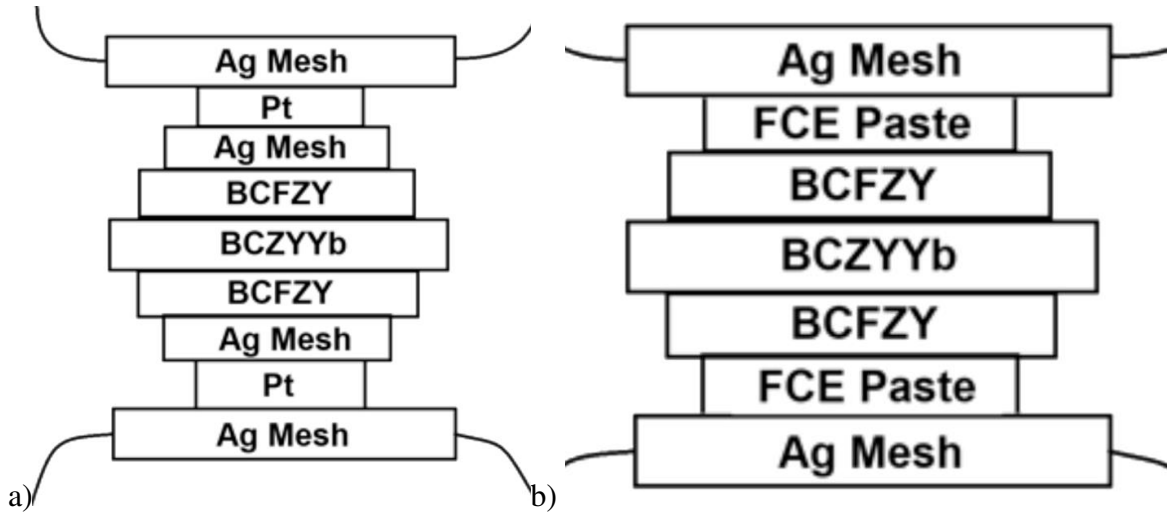 Ag Mesh
Pt
Ag Mesh
BCFZY
BCZYYb
BCFZY
Ag Mesh
Pt
Ag Mesh
a)
Ag Mesh
FCE Paste
BCFZY
BCZYYb
BCFZY
FCE Paste
Ag Mesh
b)